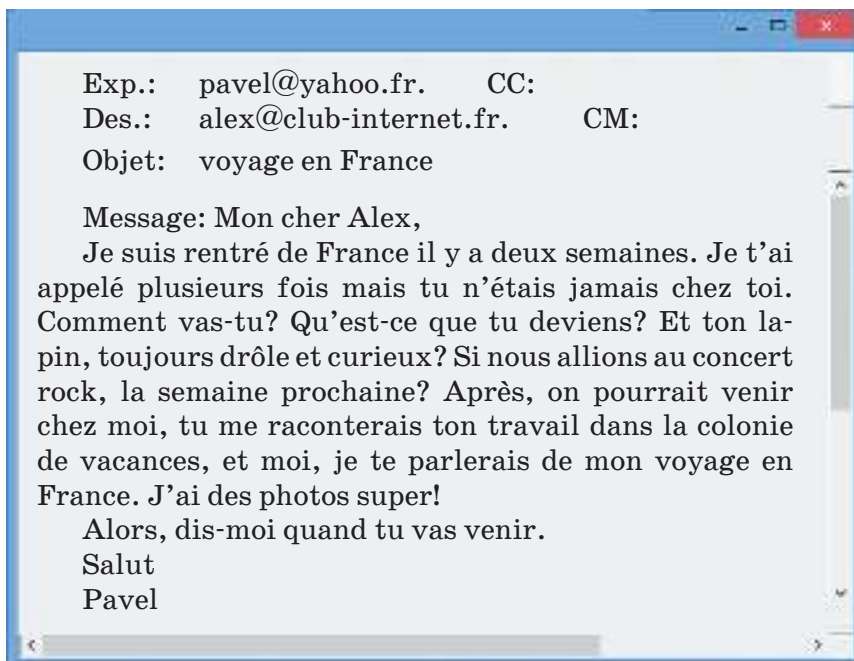 Exp.: pavel@yahoo.fr. CC:
Des.: alex@club-internet.fr. CM:
Objet: voyage en France
Message: Mon cher Alex,
Je suis rentré de France il y a deux semaines. Je t’ai
appelé plusieurs fois mais tu n’étais jamais chez toi.
Comment vas-tu? Qu’est-ce que tu deviens? Et ton la-
pin, toujours drôle et curieux? Si nous allions au concert
rock, la semaine prochaine? Après, on pourrait venir
chez moi, tu me raconterais ton travail dans la colonie
de vacances, et moi, je te parlerais de mon voyage en
France. J’ai des photos super!
Alors, dis-moi quand tu vas venir.
Salut
Pavel